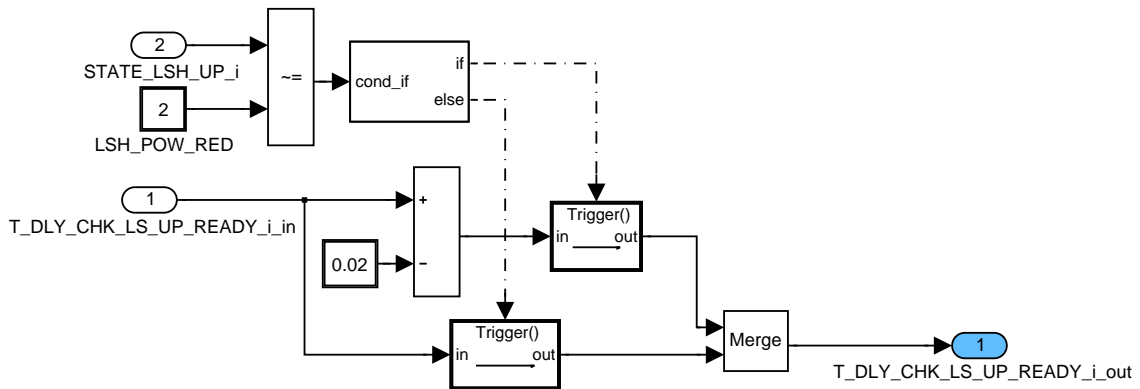 2
STATE_LSH_UP_i
2
LSH_POW_RED
~=
cond_if
if
else
1
T_DLY_CHK_LS_UP_READY_i_in
+
−
0.02
Trigger()
in
out
Trigger()
in
out
Merge
1
T_DLY_CHK_LS_UP_READY_i_out